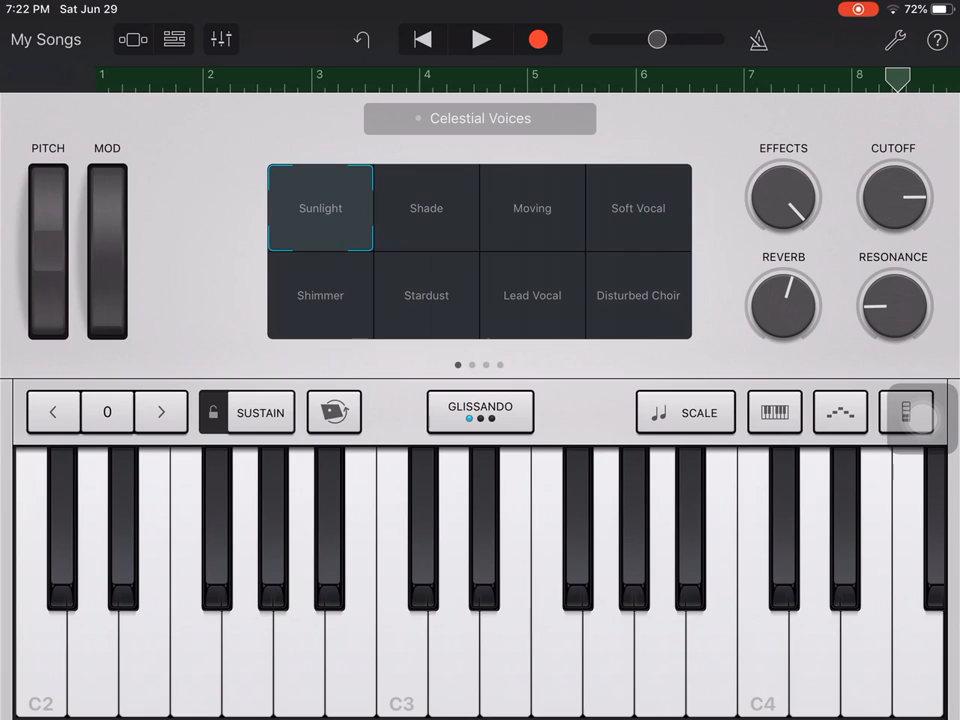 7:22 PM Sat Jun 29 72%
My Songs
1 2 3 4 5 6 7 8
Celestial Voices
PITCH MOD EFFECTS CUTOFF
Sunlight Shade Moving Soft Vocal
REVERB RESONANCE
Shimmer Stardust Lead Vocal Disturbed Choir
0 SUSTAIN GLISSANDO SCALE
C2 C3 C4